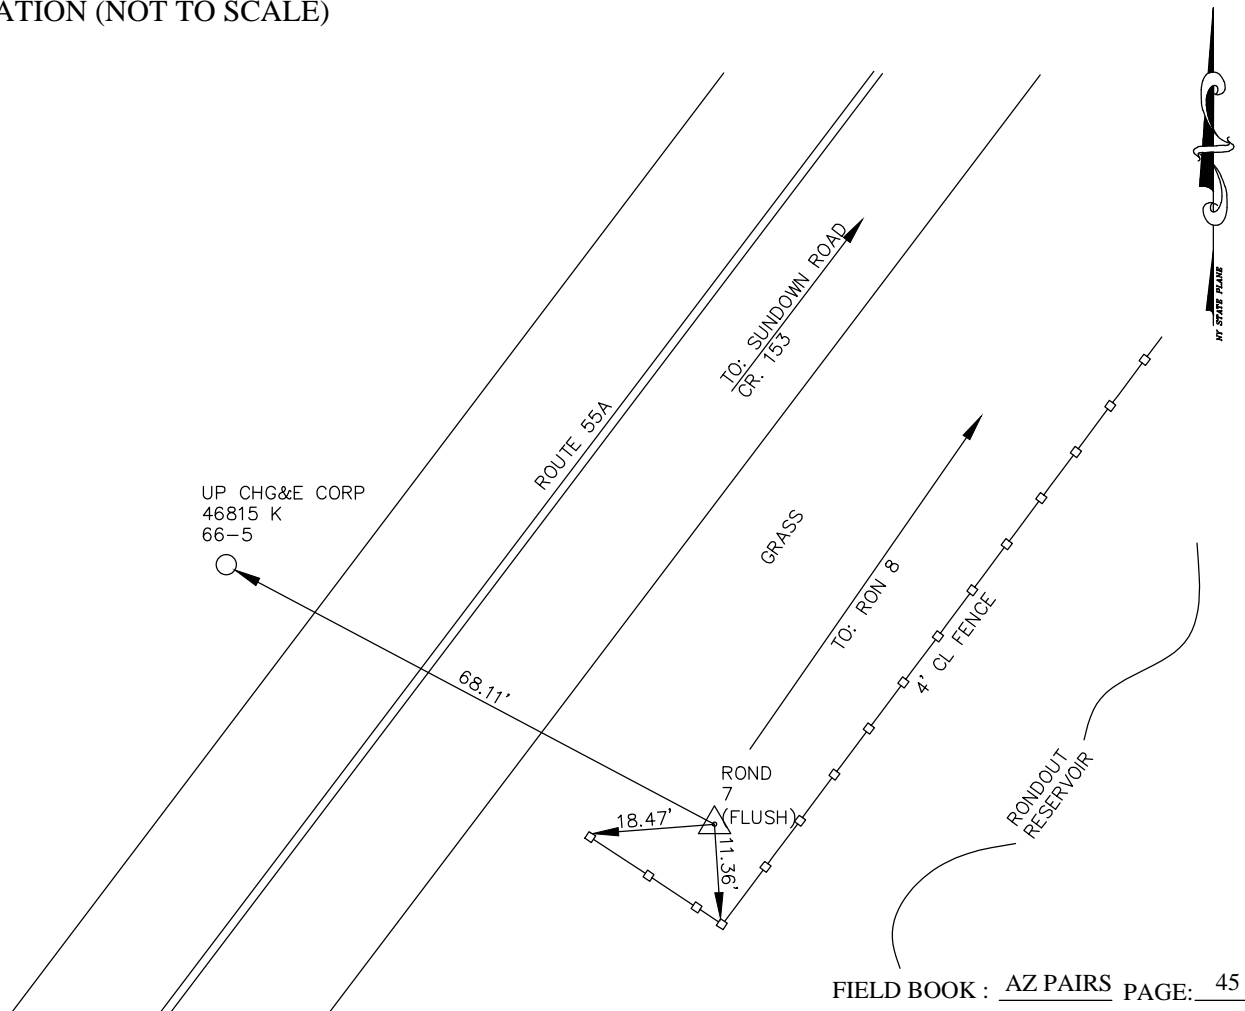 ATION (NOT TO SCALE)
NY STATE PLANE
TO: SUNDOWN ROAD
CR. 153
ROUTE 55A
UP CHG&E CORP
46815 K
66-5
GRASS
TO: RON 8
4' CL FENCE
68.11'
ROND
7
(FLUSH)
18.47'
11.36'
RONDOUT
RESERVOIR
FIELD BOOK : AZ PAIRS PAGE: 45